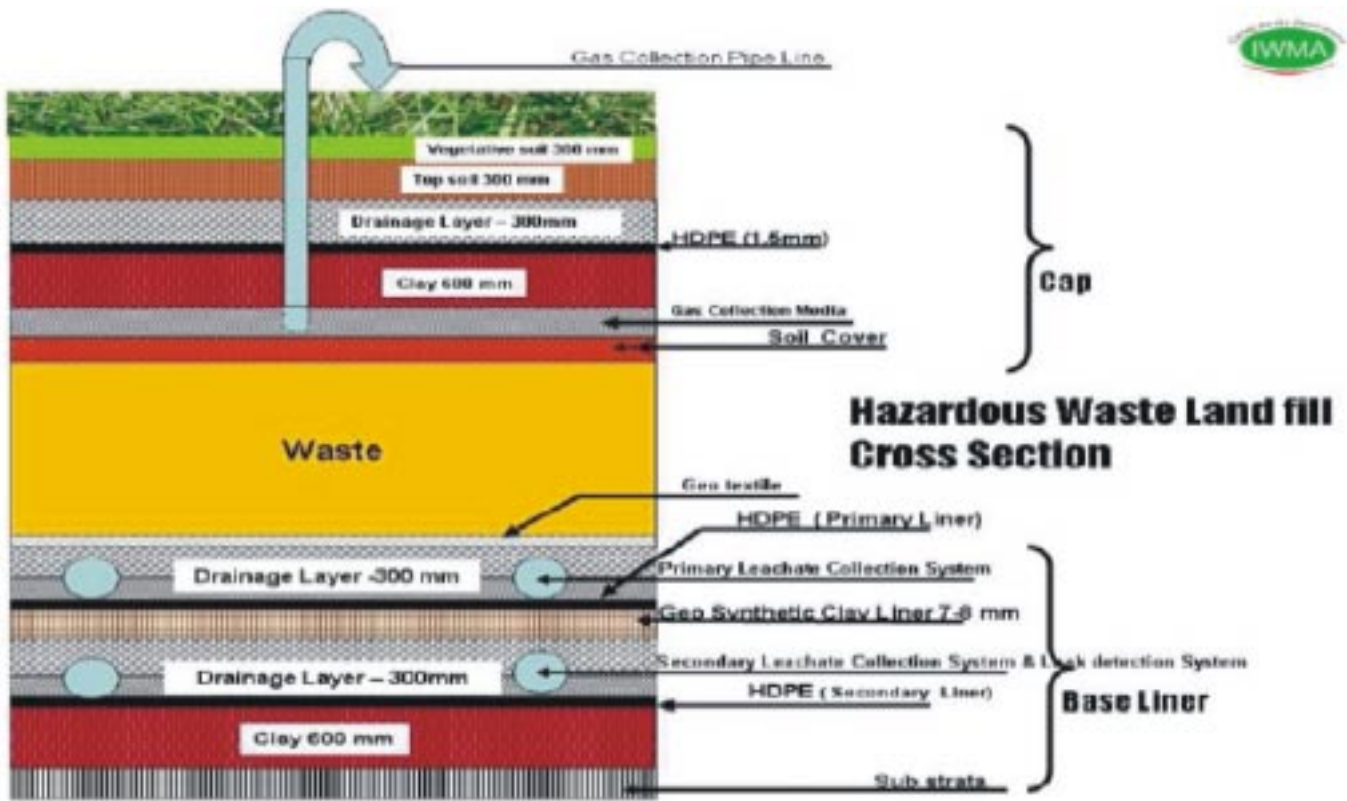 IWMA
Gas Collection Pipe Line
Vegetative soil 300 mm
Top soil 300 mm
Drainage Layer – 300mm
HDPE (1.5mm)
Clay 600 mm
Cap
Gas Collection Media
Soil Cover
Hazardous Waste Land fill
Cross Section
Waste
Geo textile
HDPE ( Primary Liner)
Drainage Layer -300 mm
Primary Leachate Collection System
Geo Synthetic Clay Liner 7-8 mm
Secondary Leachate Collection System & Leak detection System
Drainage Layer – 300mm
HDPE ( Secondary Liner)
Base Liner
Clay 600 mm
Sub strata